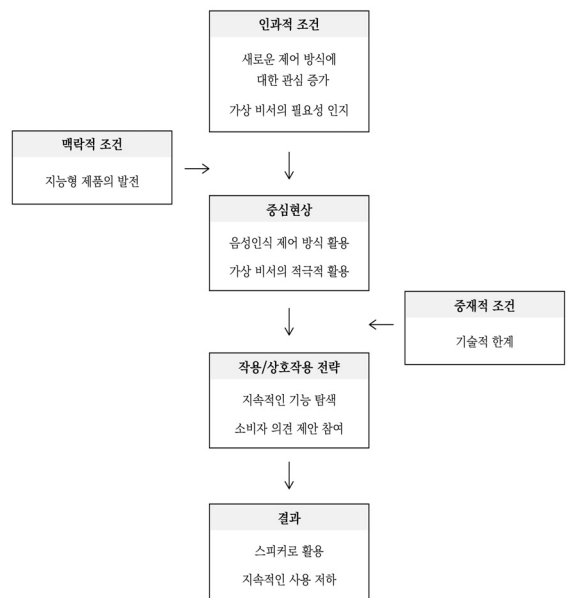 인과적 조건
새로운 제어 방식에
대한 관심 증가
가상 비서의 필요성 인지
맥락적 조건
지능형 제품의 발전
중심현상
음성인식 제어 방식 활용
가상 비서의 적극적 활용
중재적 조건
기술적 한계
작용/상호작용 전략
지속적인 기능 탐색
소비자 의견 제안 참여
결과
스피커로 활용
지속적인 사용 저하